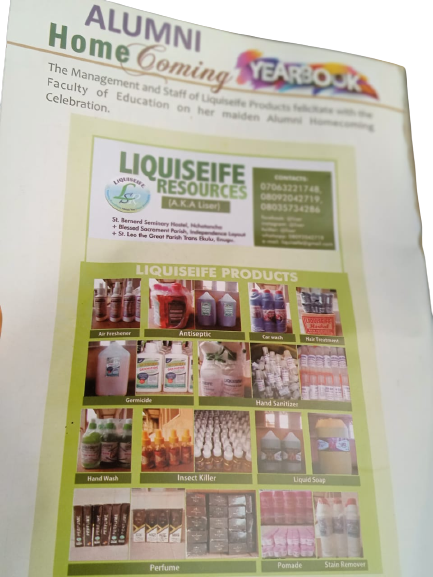 ALUMNI
Home Coming YEARBOOK
The Management and Staff of Liquiseife Products felicitate with the
Faculty of Education on her maiden Alumni Homecoming
Celebration.
LIQUISEIFE
RESOURCES
(A.K.A Liser)
St. Bernard Seminary Hostel,
+ Blessed Sacrament Parish, Independence Layout
+ St. Leo the Great Parish Trans Ekulu, Enugu.
CONTACTS:
07063221748,
08092042719,
08035734286
LIQUISEIFE PRODUCTS
Air Freshener
Antiseptic
Car wash
Hair Treatment
Germicide
Hand Sanitizer
Hand Wash
Insect Killer
Liquid Soap
Perfume
Pomade
Stain Remover